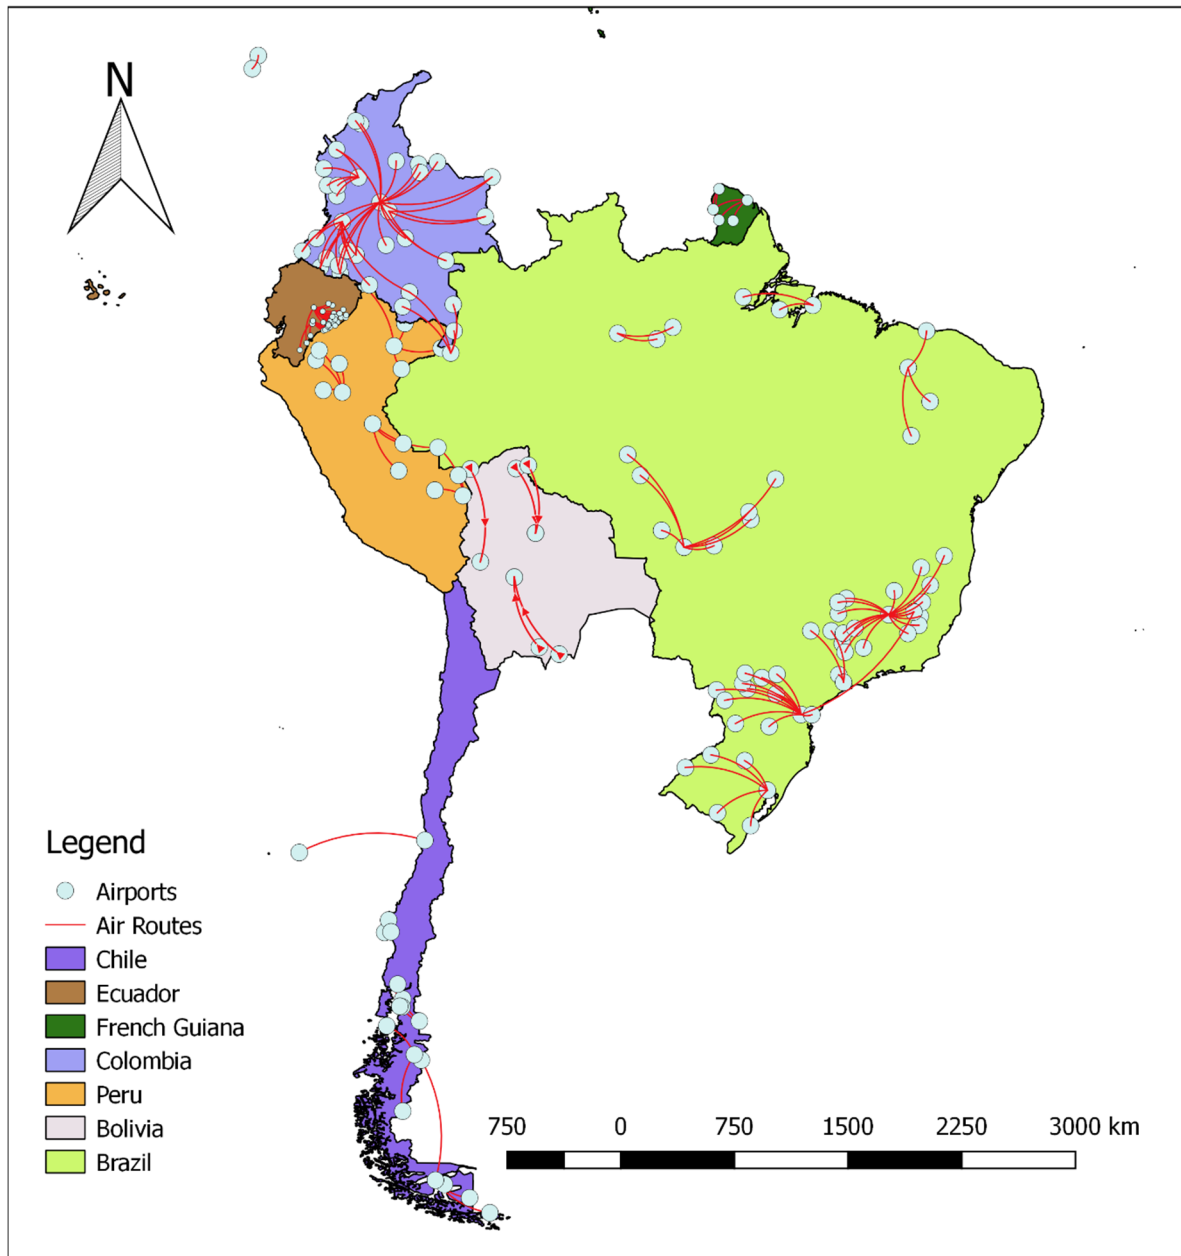 N
Legend
Airports
Air Routes
Chile
Ecuador
French Guiana
Colombia
Peru
Bolivia
Brazil
750 0 750 1500 2250 3000 km